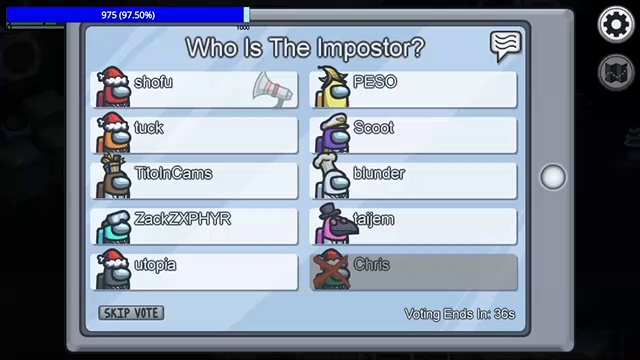 975 (97.50%)
1000
Who Is The Impostor?
shofu
PESO
tuck
Scoot
TitoInCams
blunder
ZackZXPHYR
taijem
utopia
Chris
SKIP VOTE
Voting Ends In: 36s